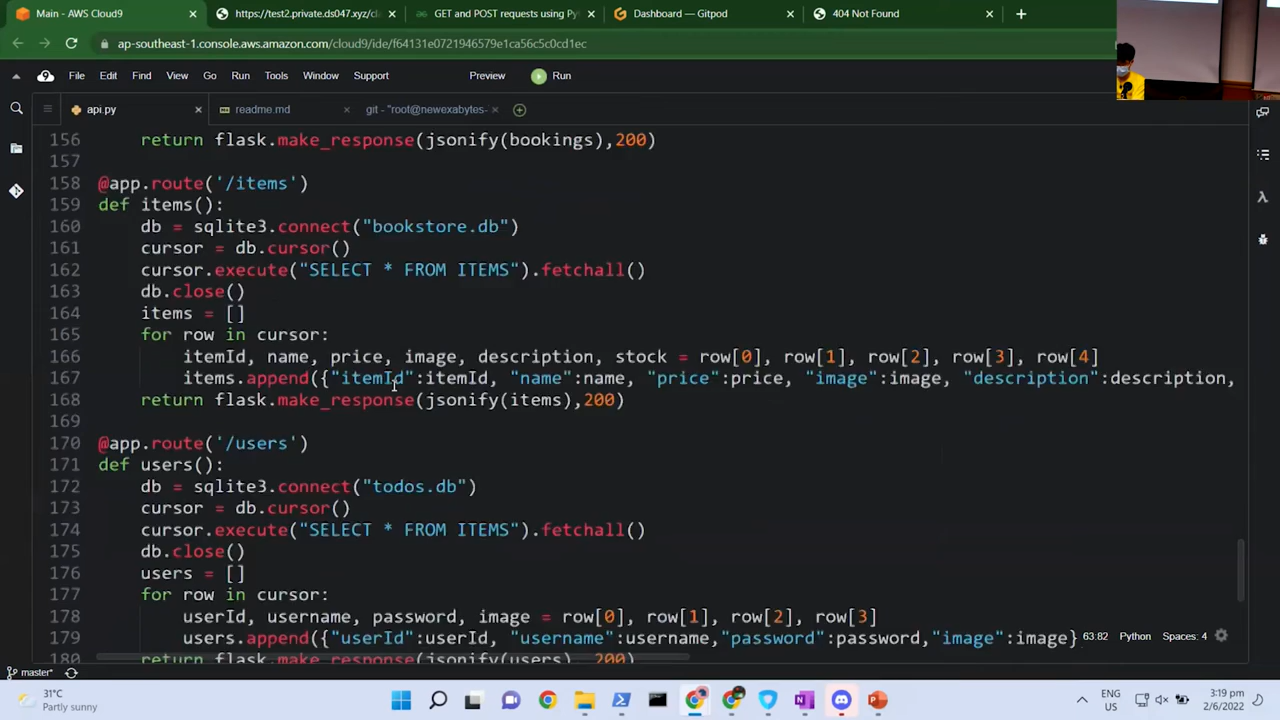 Main - AWS Cloud9
https://test2.private.ds047.xyz/cl
GET and POST requests using Py
Dashboard — Gitpod
404 Not Found
ap-southeast-1.console.aws.amazon.com/cloud9/ide/f64131e0721946579e1ca56c5c0cd1ec
File Edit Find View Go Run Tools Window Support Preview Run
api.py readme.md git - "root@newexabytes-
156 return flask.make_response(jsonify(bookings),200)
157
158 @app.route('/items')
159 def items():
160 db = sqlite3.connect("bookstore.db")
161 cursor = db.cursor()
162 cursor.execute("SELECT * FROM ITEMS").fetchall()
163 db.close()
164 items = []
165 for row in cursor:
166 itemId, name, price, image, description, stock = row[0], row[1], row[2], row[3], row[4]
167 items.append({"itemId":itemId, "name":name, "price":price, "image":image, "description":description,
168 return flask.make_response(jsonify(items),200)
169
170 @app.route('/users')
171 def users():
172 db = sqlite3.connect("todos.db")
173 cursor = db.cursor()
174 cursor.execute("SELECT * FROM ITEMS").fetchall()
175 db.close()
176 users = []
177 for row in cursor:
178 userId, username, password, image = row[0], row[1], row[2], row[3]
179 users.append({"userId":userId, "username":username,"password":password,"image":image}
180 return flask.make_response(jsonify(users),200)
63:82 Python Spaces: 4
master*
31°C
Partly sunny
ENG
US
3:19 pm
2/6/2022